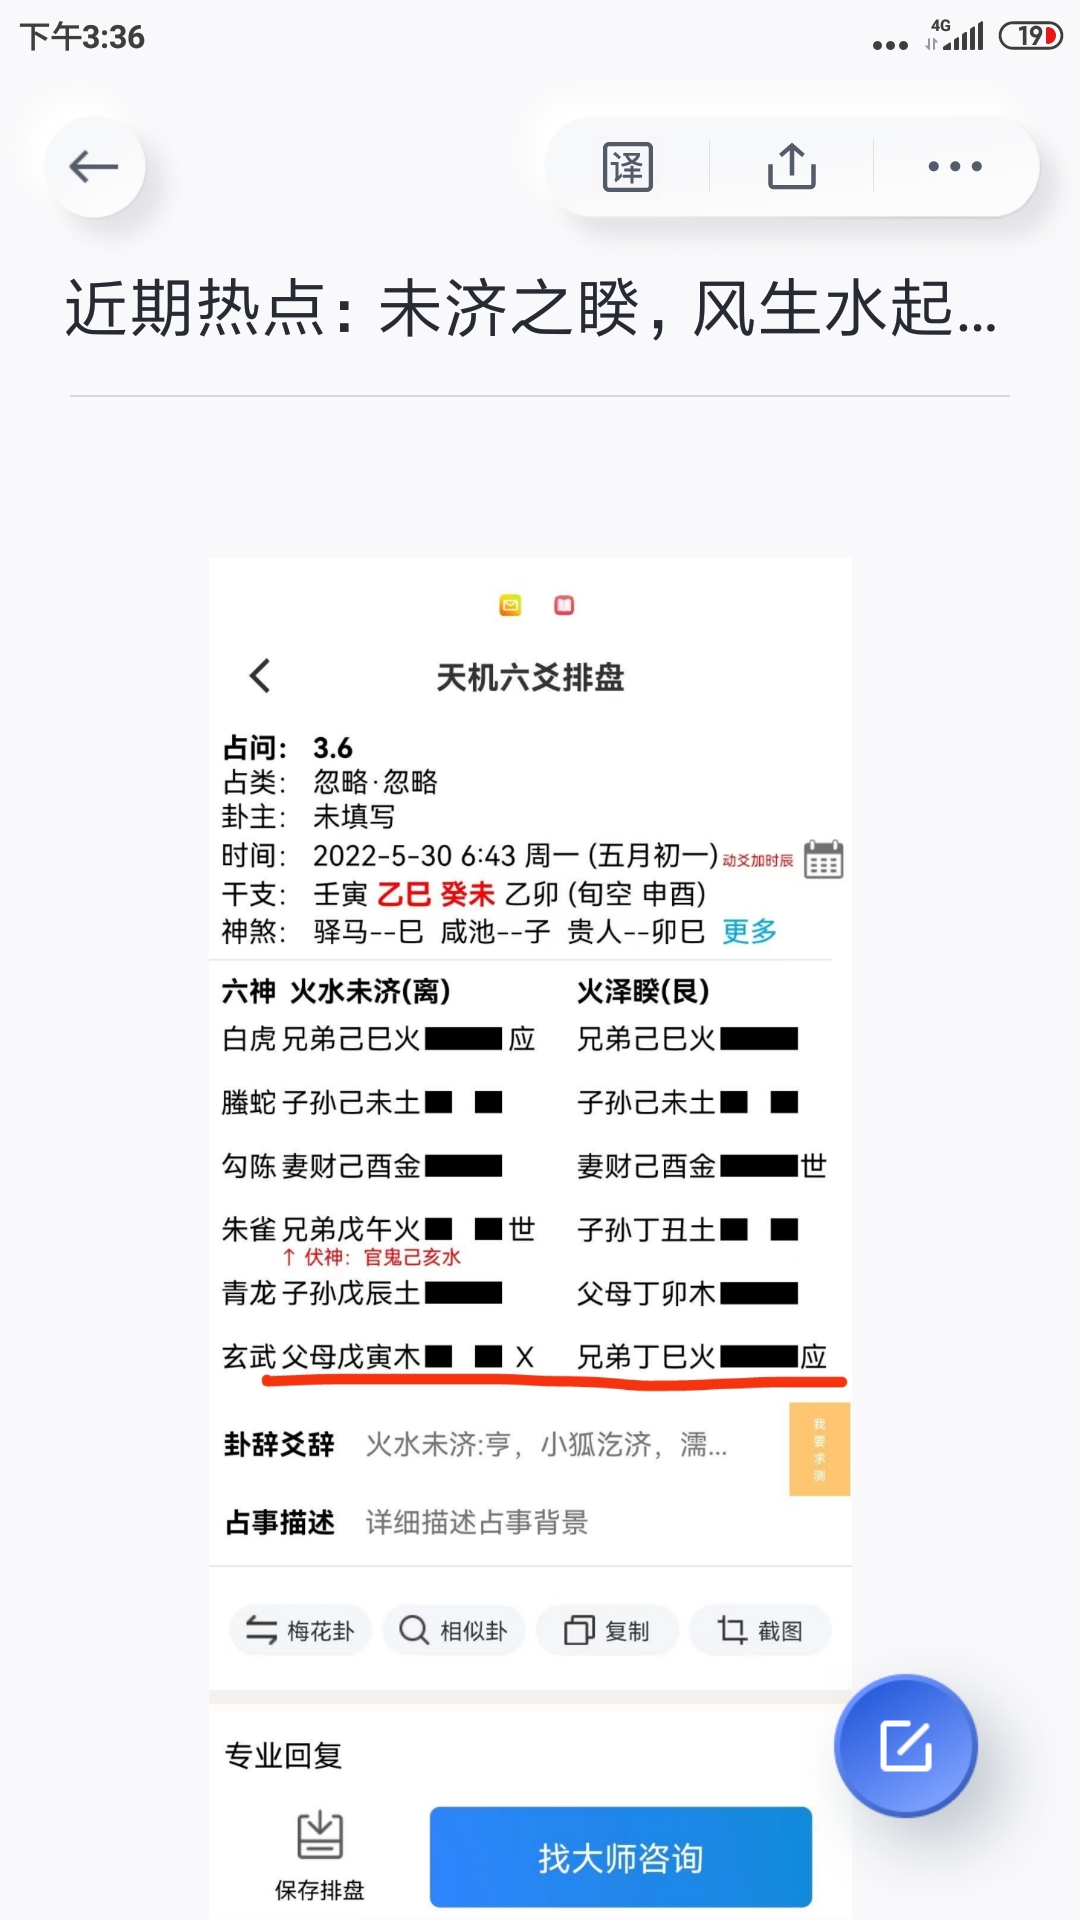 下午3:36
4G
19
译
近期热点：未济之睽，风生水起...
天机六爻排盘
占问： 3.6
占类： 忽略·忽略
卦主： 未填写
时间： 2022-5-30 6:43 周一 (五月初一) 动爻加时辰
干支： 壬寅 乙巳 癸未 乙卯 (旬空 申酉)
神煞： 驿马--巳 咸池--子 贵人--卯巳 更多
六神 火水未济(离) 火泽睽(艮)
白虎 兄弟己巳火 应 兄弟己巳火
螣蛇 子孙己未土 子孙己未土
勾陈 妻财己酉金 妻财己酉金 世
朱雀 兄弟戊午火 世 子孙丁丑土
↑ 伏神：官鬼己亥水
青龙 子孙戊辰土 父母丁卯木
玄武 父母戊寅木 X 兄弟丁巳火 应
我要求测
卦辞爻辞 火水未济:亨，小狐汔济，濡...
占事描述 详细描述占事背景
梅花卦 相似卦 复制 截图
专业回复
找大师咨询
保存排盘